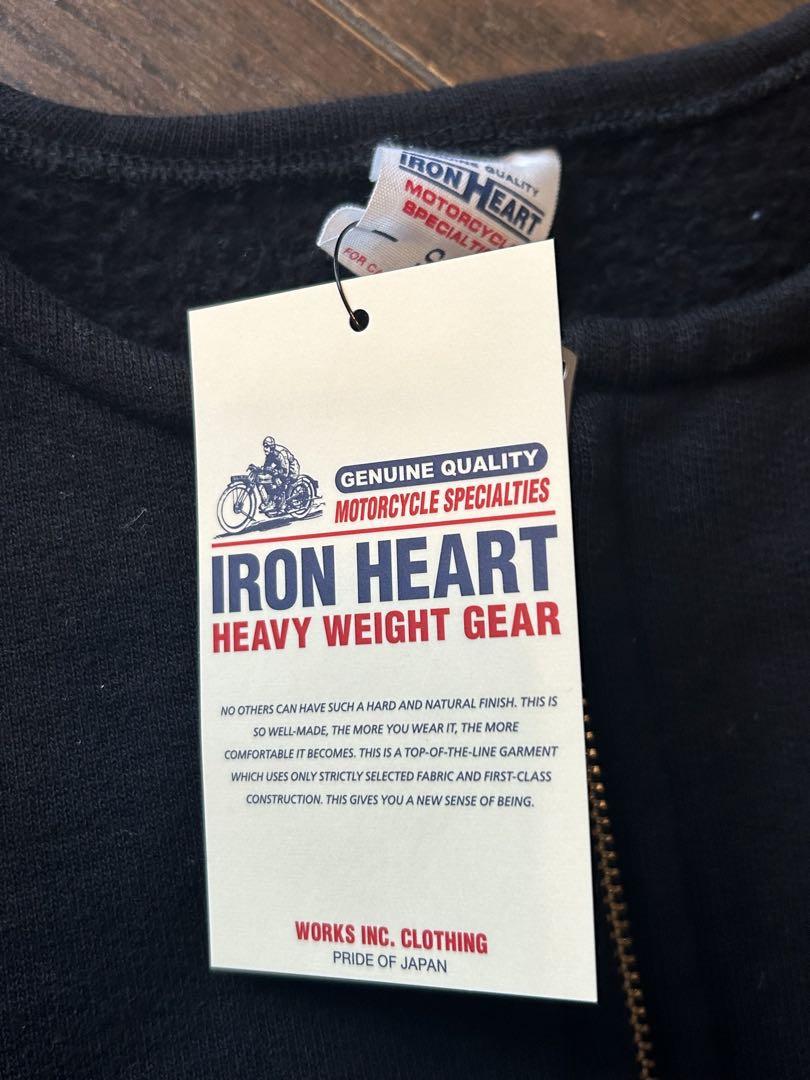 QUALITY
IRON HEART
FOR
GENUINE QUALITY
MOTORCYCLE SPECIALTIES
IRON HEART
HEAVY WEIGHT GEAR
NO OTHERS CAN HAVE SUCH A HARD AND NATURAL FINISH. THIS IS
SO WELL-MADE, THE MORE YOU WEAR IT, THE MORE
COMFORTABLE IT BECOMES. THIS IS A TOP-OF-THE-LINE GARMENT
WHICH USES ONLY STRICTLY SELECTED FABRIC AND FIRST-CLASS
CONSTRUCTION. THIS GIVES YOU A NEW SENSE OF BEING.
WORKS INC. CLOTHING
PRIDE OF JAPAN